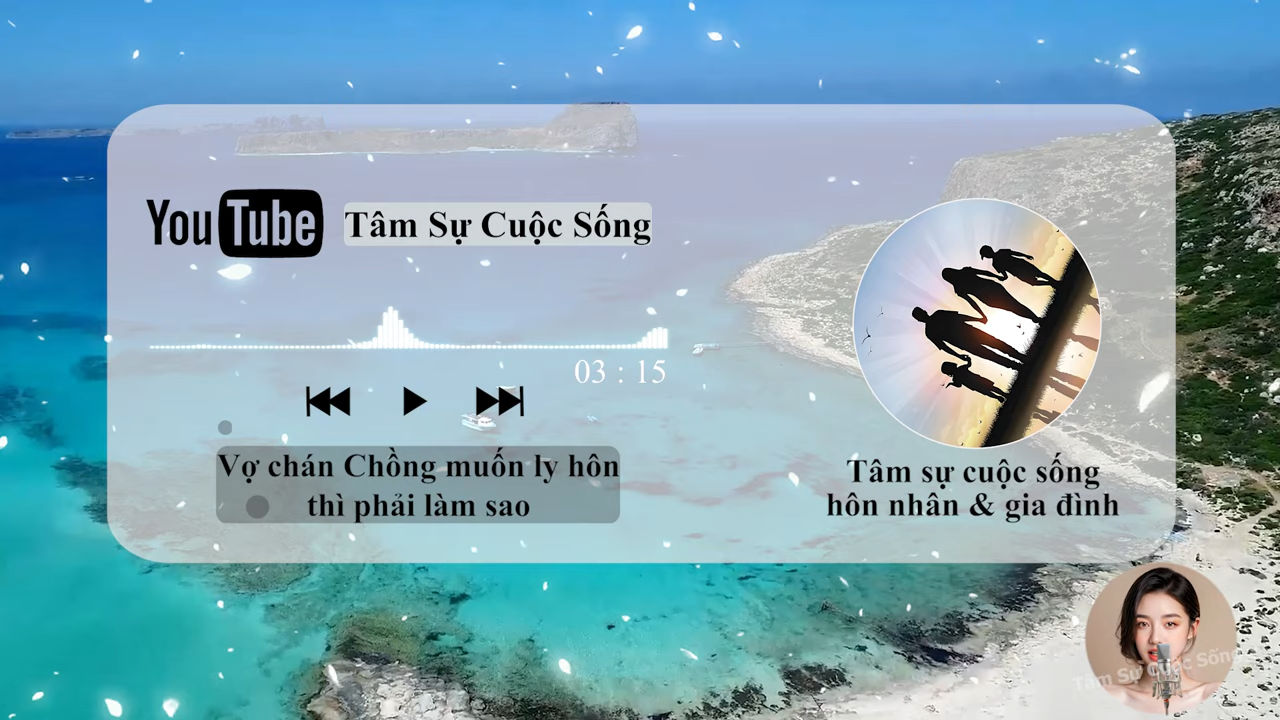 YouTube
Tâm Sự Cuộc Sống
03 : 15
Vợ chán Chồng muốn ly hôn
thì phải làm sao
Tâm sự cuộc sống
hôn nhân & gia đình
Tâm Sự Cuộc Sống